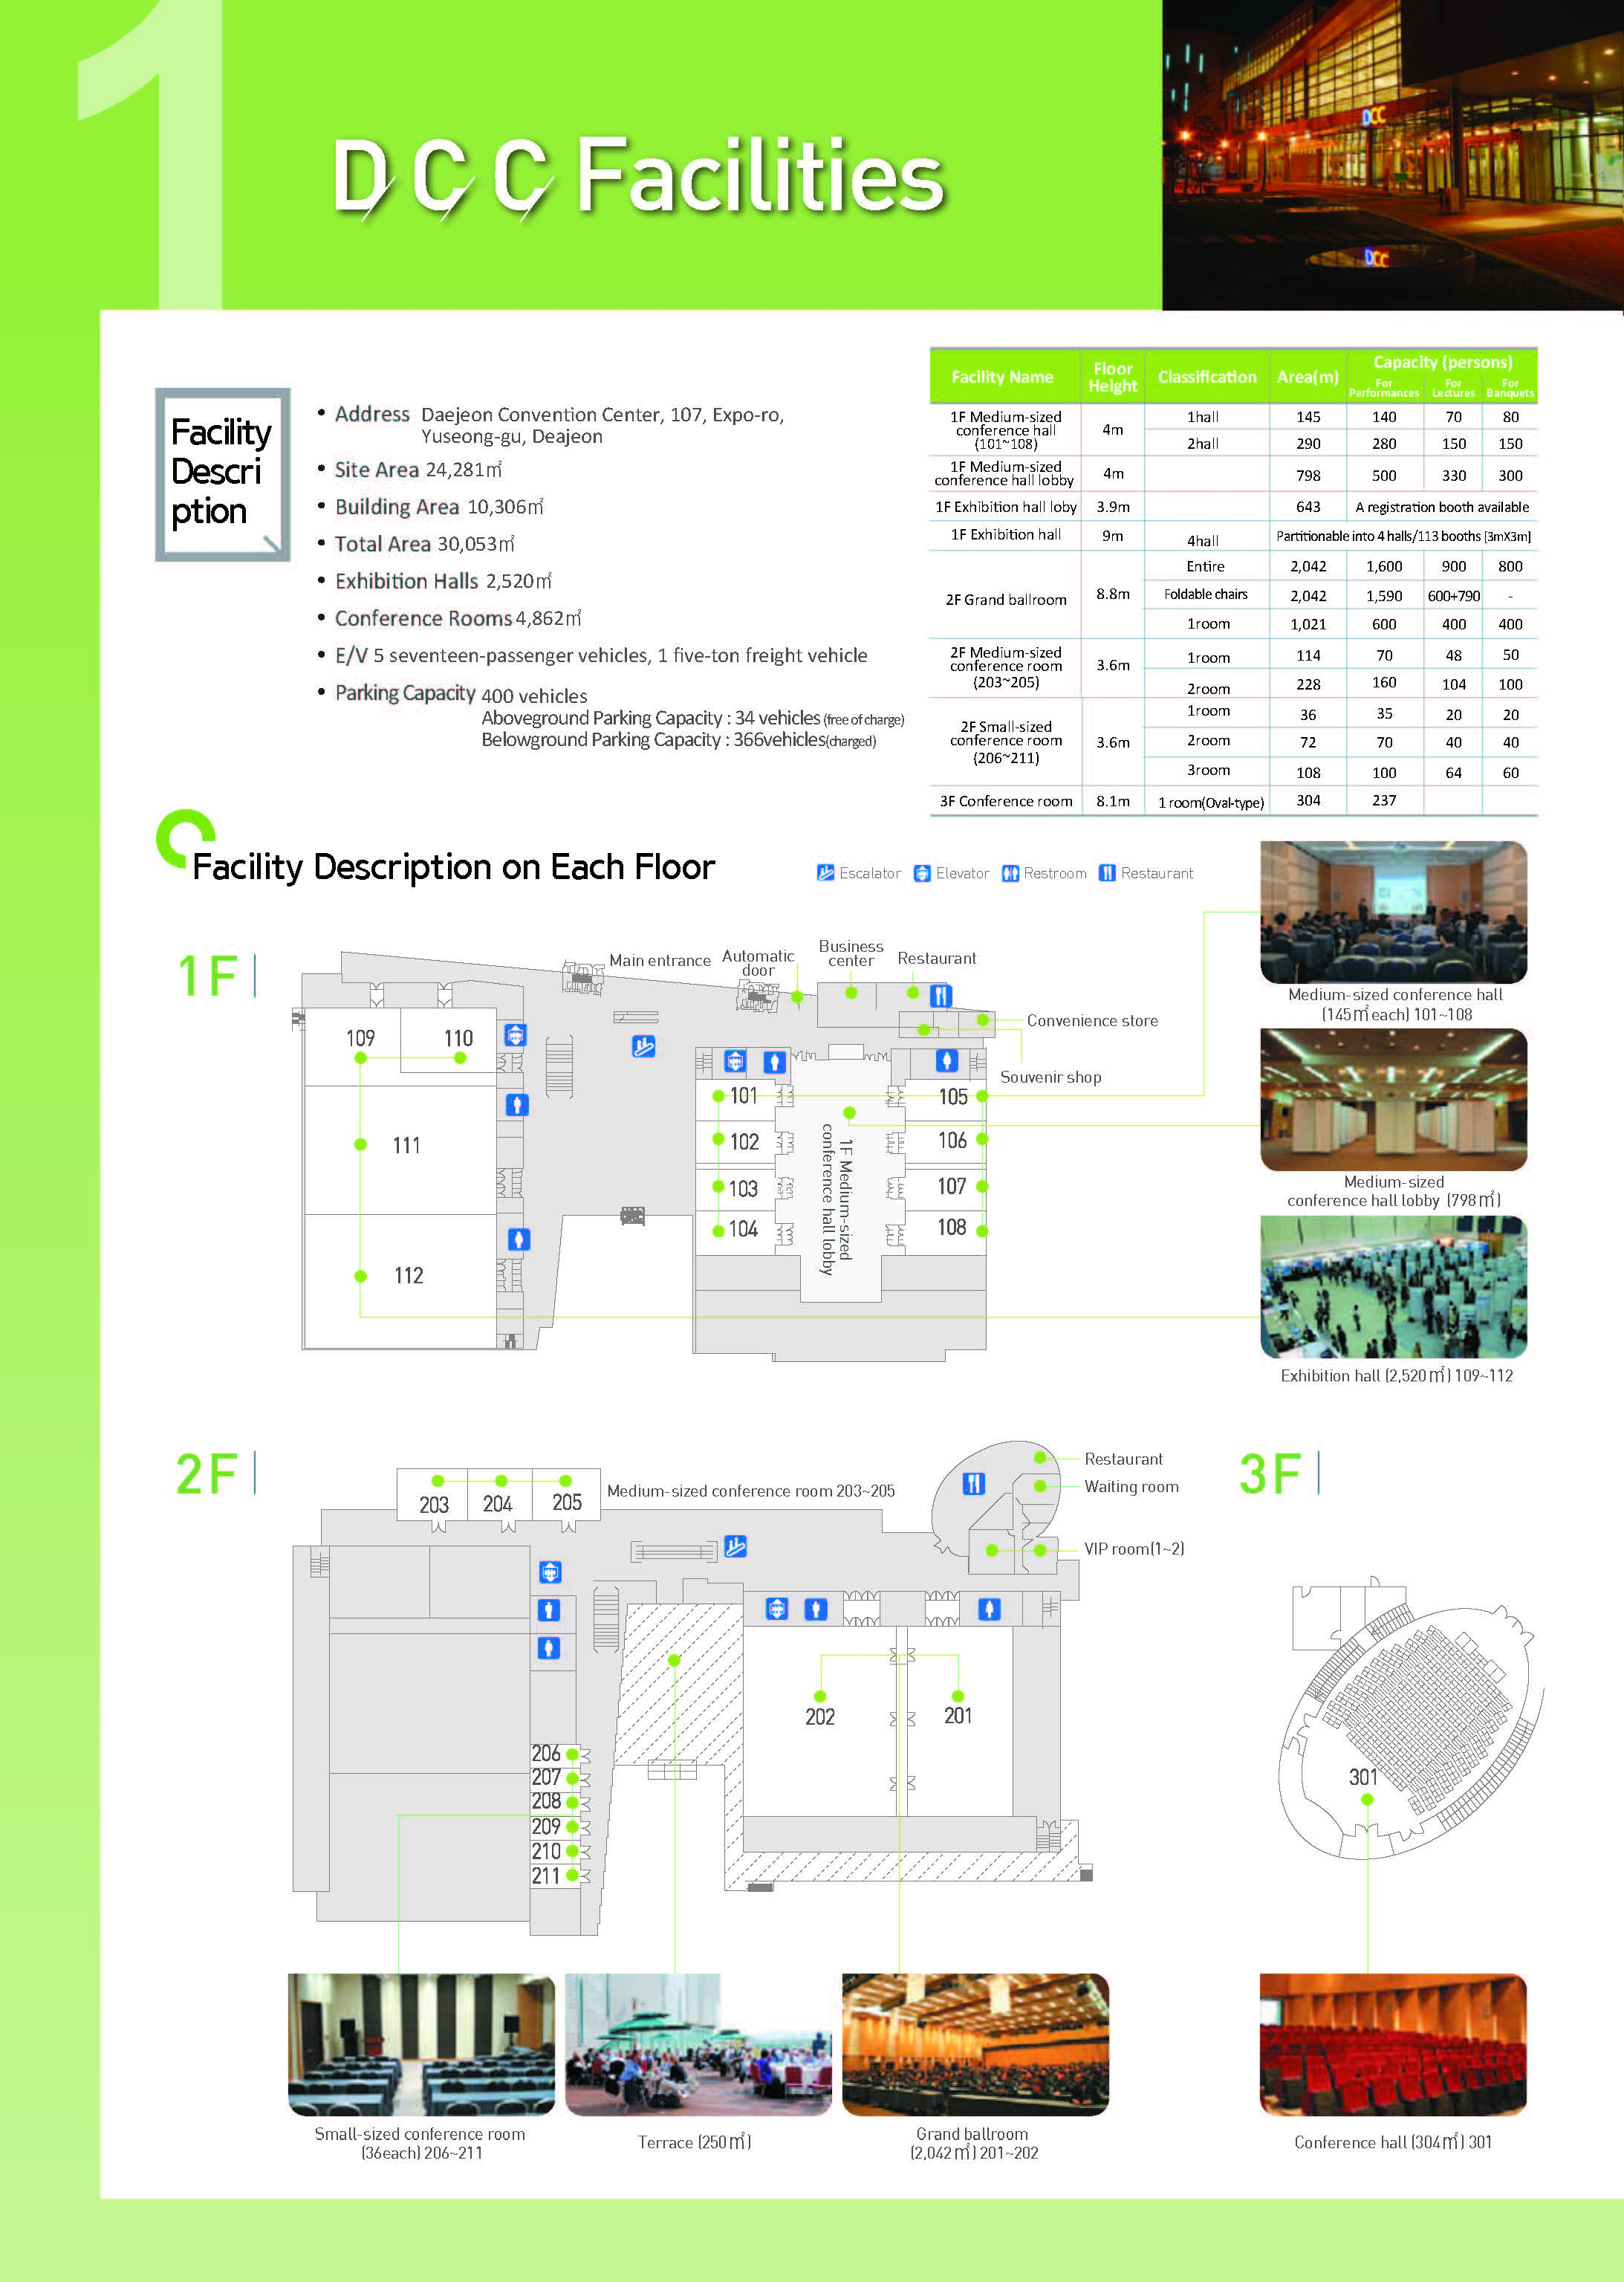 1
DCC Facilities
DCC
DCC
Facility
Descri
ption
• Address Daejeon Convention Center, 107, Expo-ro,
Yuseong-gu, Deajeon
• Site Area 24,281㎡
• Building Area 10,306㎡
• Total Area 30,053㎡
• Exhibition Halls 2,520㎡
• Conference Rooms 4,862㎡
• E/V 5 seventeen-passenger vehicles, 1 five-ton freight vehicle
• Parking Capacity 400 vehicles
Aboveground Parking Capacity : 34 vehicles (free of charge)
Belowground Parking Capacity : 366vehicles(charged)
Facility Name Floor Height Classification Area(m) Capacity (persons)
For Performances For Lectures For Banquets
1F Medium-sized conference hall (101~108) 4m 1hall 145 140 70 80
2hall 290 280 150 150
1F Medium-sized conference hall lobby 4m 798 500 330 300
1F Exhibition hall loby 3.9m 643 A registration booth available
1F Exhibition hall 9m 4hall Partitionable into 4 halls/113 booths [3mX3m]
2F Grand ballroom 8.8m Entire 2,042 1,600 900 800
Foldable chairs 2,042 1,590 600+790 -
1room 1,021 600 400 400
2F Medium-sized conference room (203~205) 3.6m 1room 114 70 48 50
2room 228 160 104 100
2F Small-sized conference room (206~211) 3.6m 1room 36 35 20 20
2room 72 70 40 40
3room 108 100 64 60
3F Conference room 8.1m 1 room(Oval-type) 304 237
Facility Description on Each Floor
Escalator Elevator Restroom Restaurant
1F
Main entrance
Automatic
door
Business
center
Restaurant
Convenience store
Souvenir shop
109
110
111
112
101
102
103
104
105
106
107
108
1F Medium-sized
conference hall lobby
Medium-sized conference hall
(145㎡each) 101~108
Medium-sized
conference hall lobby (798㎡)
Exhibition hall (2,520㎡) 109~112
2F
203
204
205
Medium-sized conference room 203~205
Restaurant
Waiting room
VIP room(1~2)
202
201
206
207
208
209
210
211
3F
301
Small-sized conference room
(36each) 206~211
Terrace (250㎡)
Grand ballroom
(2,042㎡) 201~202
Conference hall (304㎡) 301